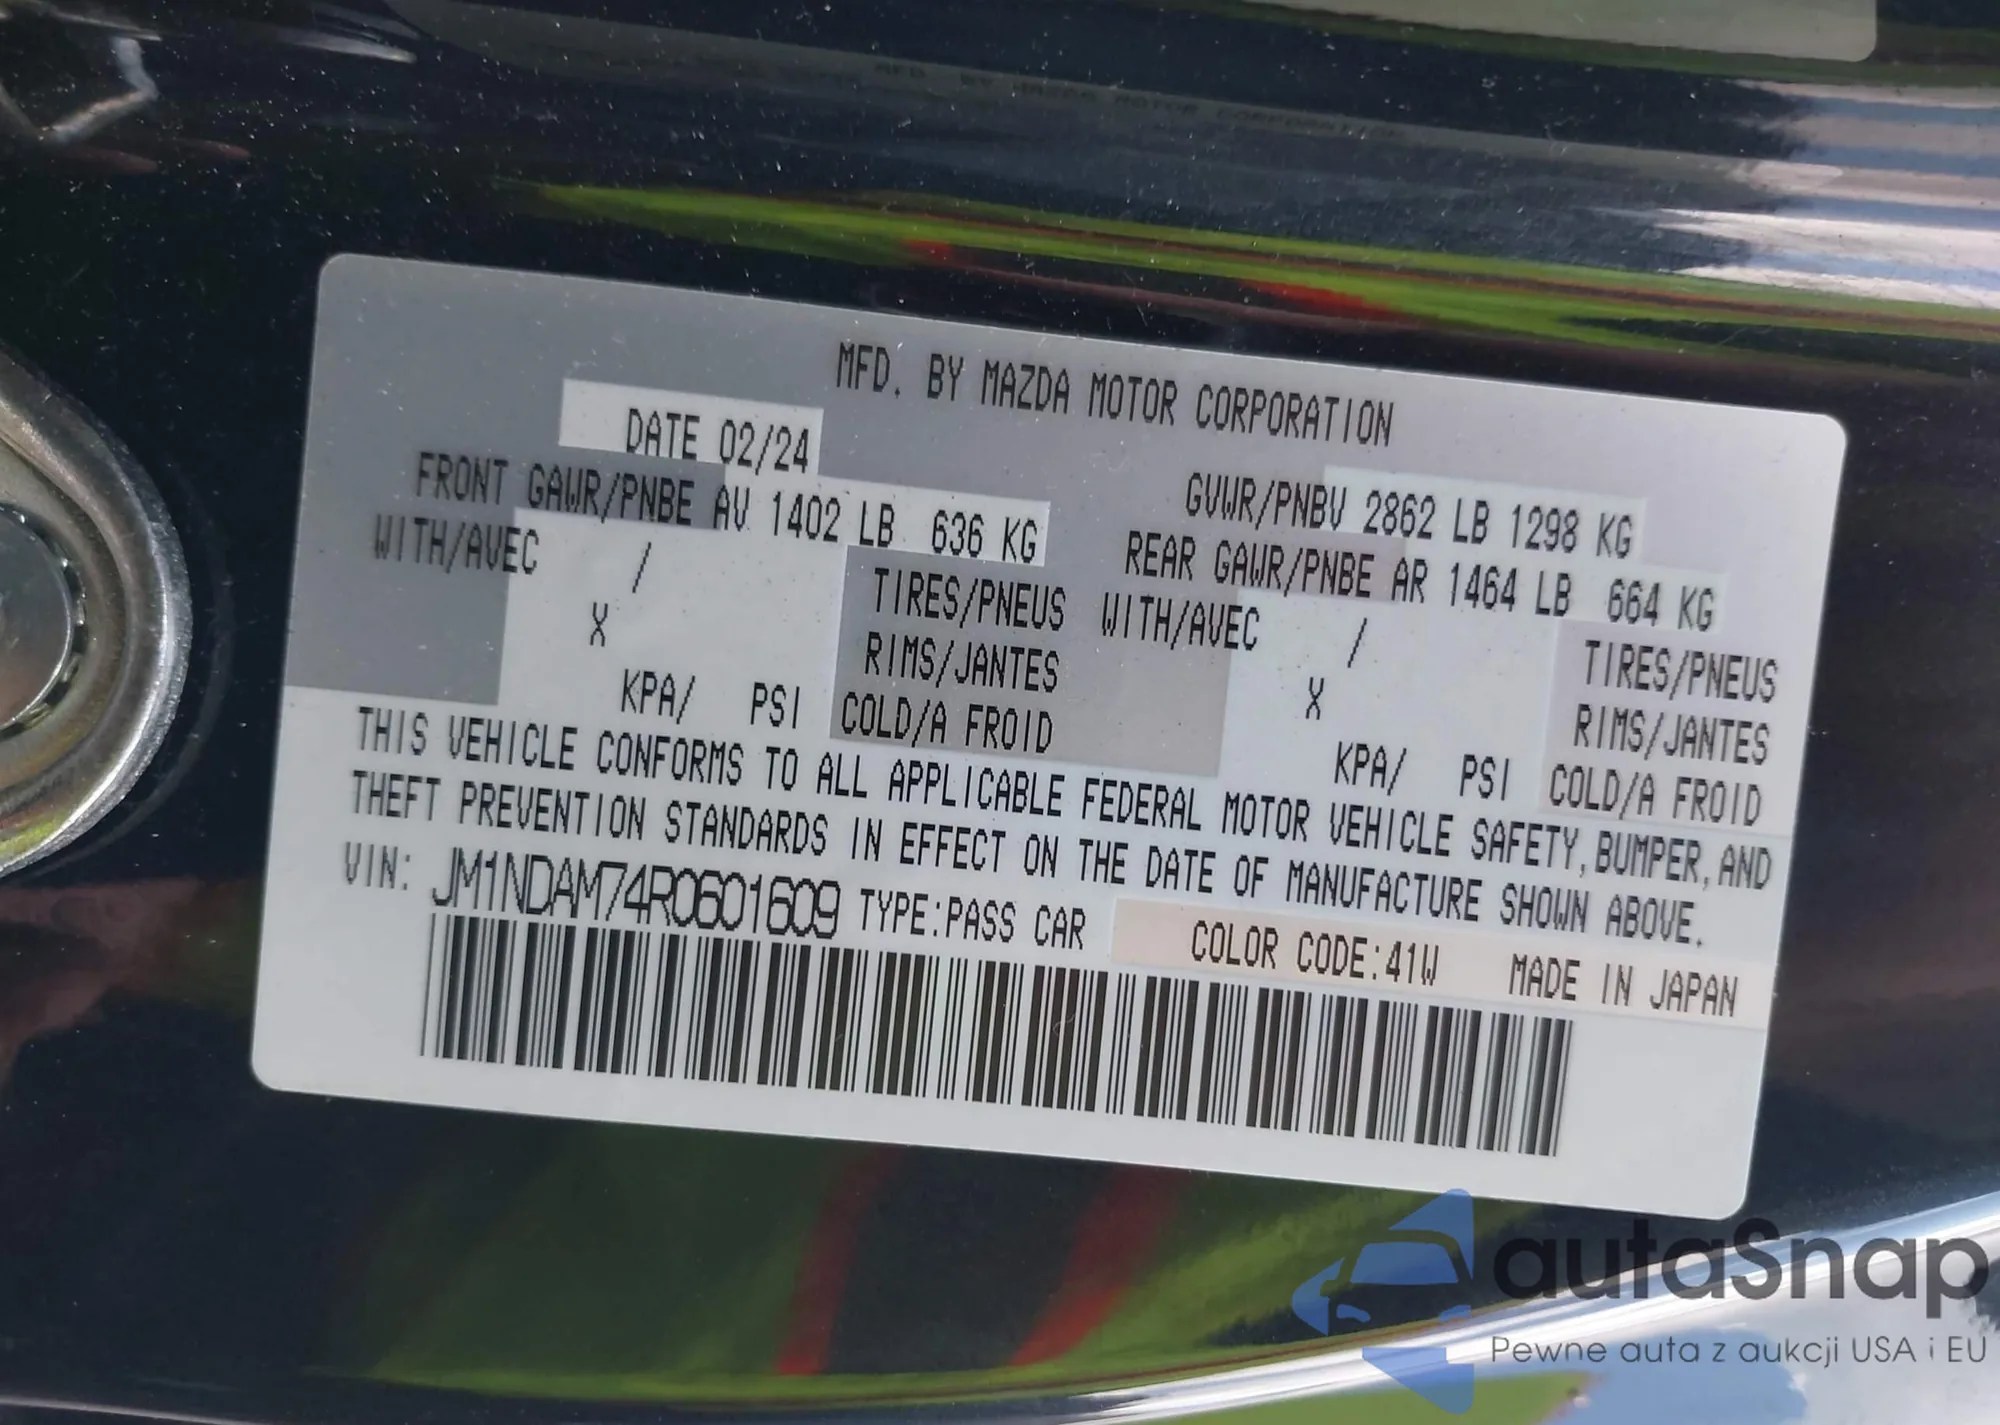 MFD. BY MAZDA MOTOR CORPORATION
DATE 02/24
GVWR/PNBV 2862 LB 1298 KG
FRONT GAWR/PNBE AV 1402 LB 636 KG
REAR GAWR/PNBE AR 1464 LB 664 KG
WITH/AVEC / TIRES/PNEUS WITH/AVEC / TIRES/PNEUS
X RIMS/JANTES X RIMS/JANTES
KPA/ PSI COLD/A FROID KPA/ PSI COLD/A FROID
THIS VEHICLE CONFORMS TO ALL APPLICABLE FEDERAL MOTOR VEHICLE SAFETY, BUMPER, AND
THEFT PREVENTION STANDARDS IN EFFECT ON THE DATE OF MANUFACTURE SHOWN ABOVE.
VIN: JM1NDAM74R0601609 TYPE:PASS CAR COLOR CODE:41W MADE IN JAPAN
autaSnap
Pewne auta z aukcji USA i EU